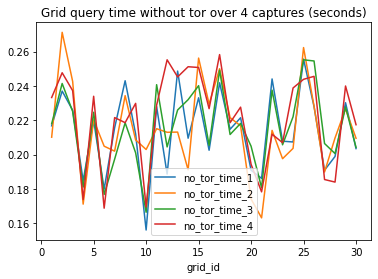 Grid query time without tor over 4 captures (seconds)
0.26
0.24
0.22
0.20
0.18
0.16
no_tor_time_1
no_tor_time_2
no_tor_time_3
no_tor_time_4
0 5 10 15 20 25 30
grid_id